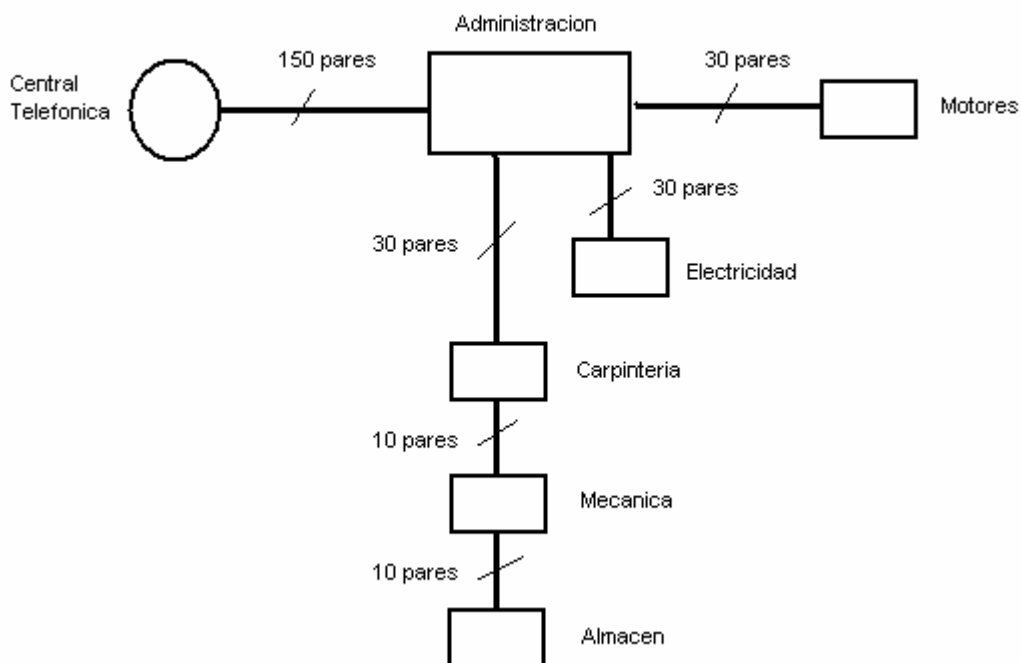 Administracion
150 pares
30 pares
Central
Telefonica
Motores
30 pares
30 pares
Electricidad
Carpinteria
10 pares
Mecanica
10 pares
Almacen